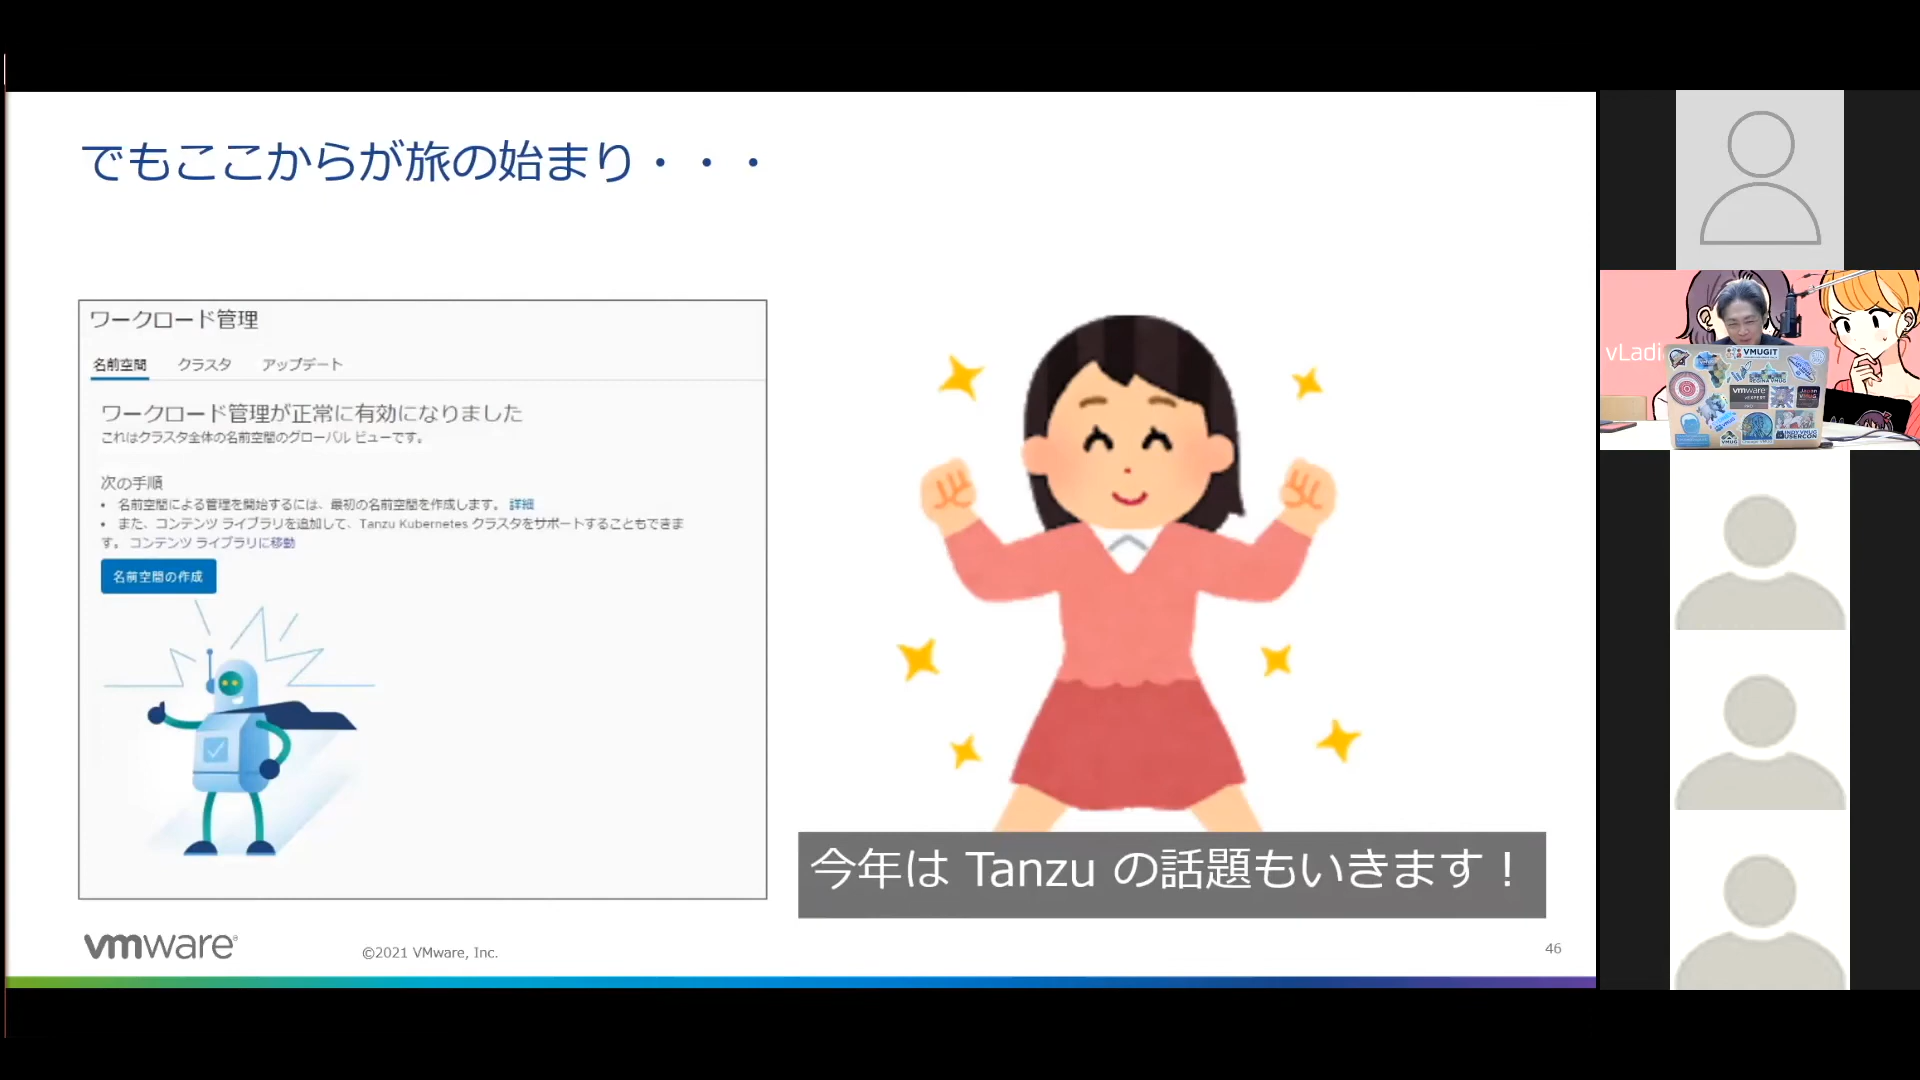 でもここからが旅の始まり・・・
ワークロード管理
名前空間 クラスタ アップデート
ワークロード管理が正常に有効になりました
これはクラスタ全体の名前空間のグローバル ビューです。
次の手順
• 名前空間による管理を開始するには、最初の名前空間を作成します。 詳細
• また、コンテンツ ライブラリを追加して、Tanzu Kubernetes クラスタをサポートすることもできま
す。 コンテンツ ライブラリに移動
名前空間の作成
今年は Tanzu の話題もいきます！
vmware®
©2021 VMware, Inc.
46
vLadi
VMUGIT
REGINA VMUG
vmware
vEXPERT
Japan
VMUG
INDY VMUG
USERCON